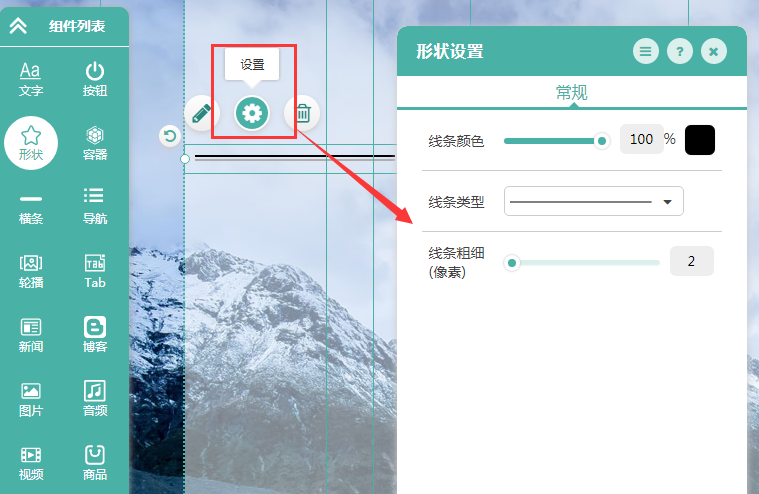 组件列表
Aa
文字
按钮
形状
容器
横条
导航
轮播
Tab
Tab
新闻
博客
图片
音频
视频
商品
设置
形状设置
?
常规
线条颜色
100 %
线条类型
线条粗细
(像素)
2